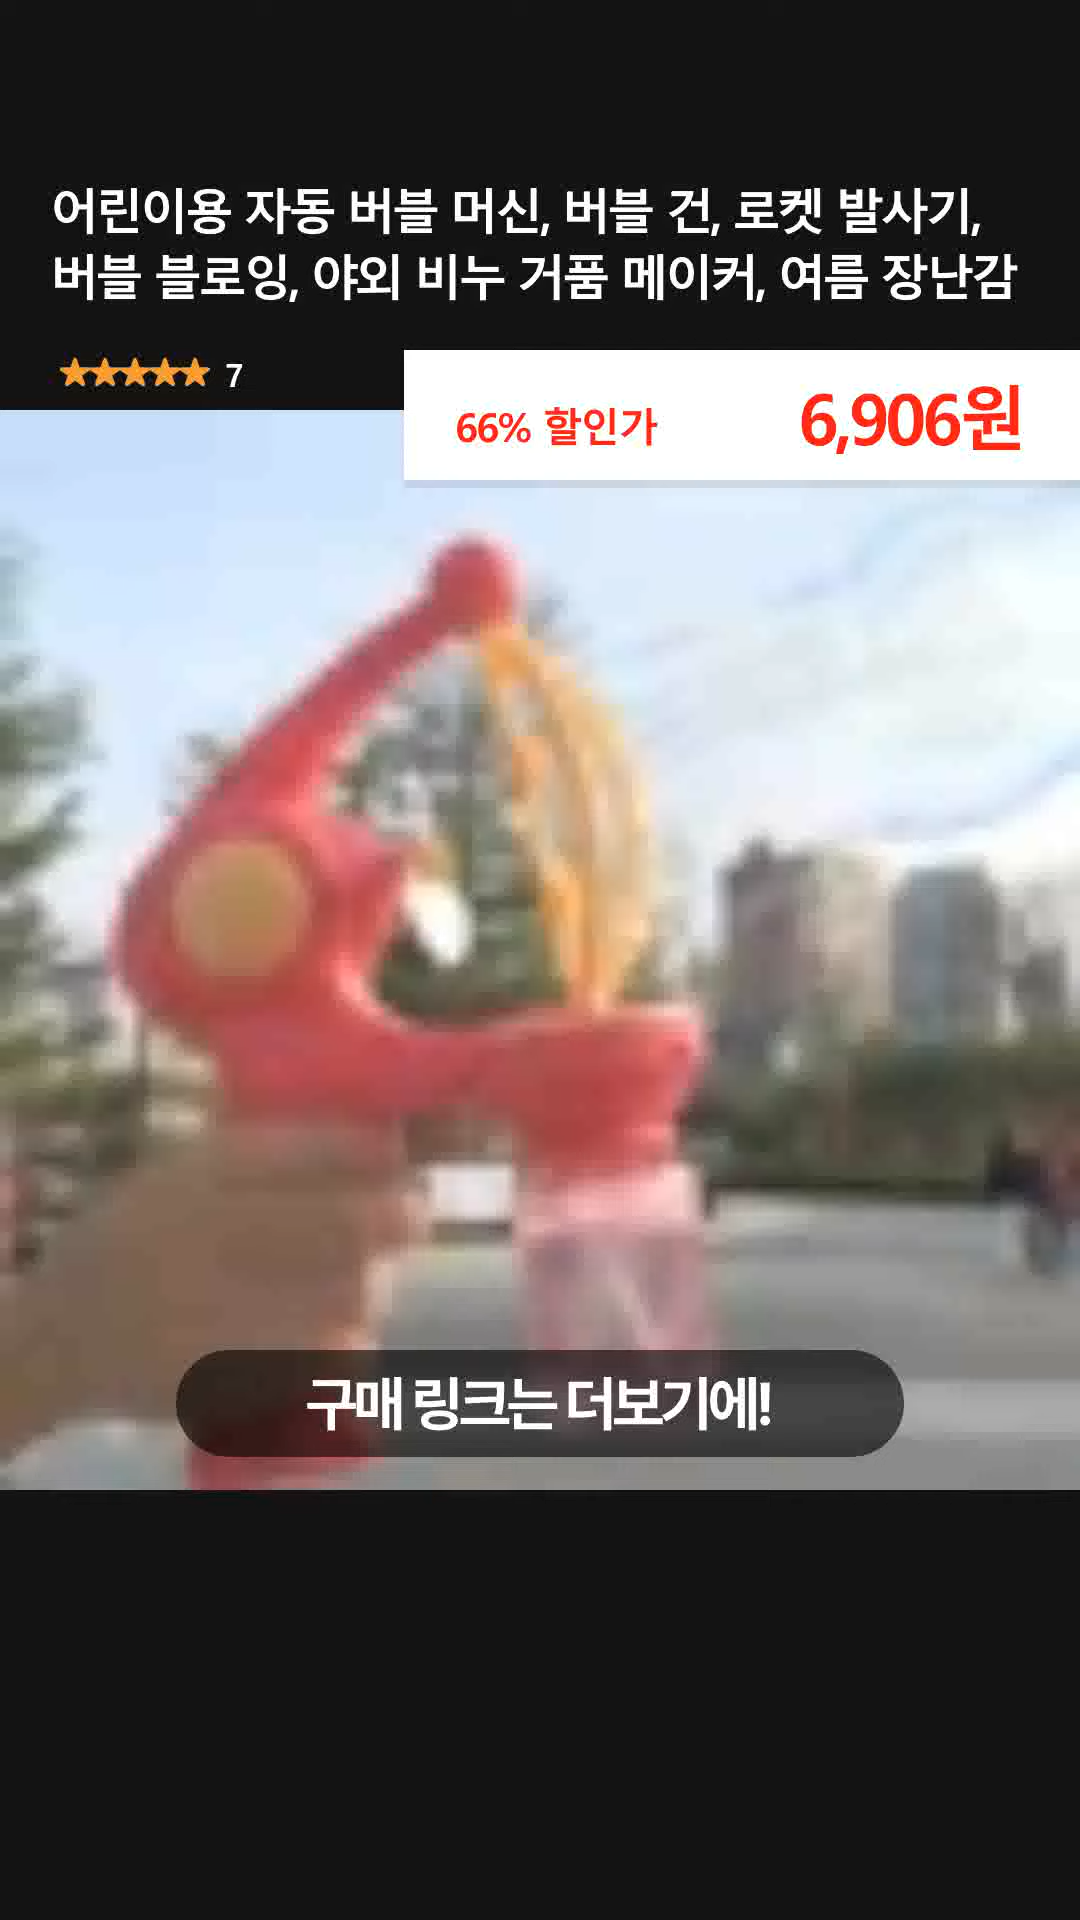 어린이용 자동 버블 머신, 버블 건, 로켓 발사기,
버블 블로잉, 야외 비누 거품 메이커, 여름 장난감
7
66% 할인가 6,906원
구매 링크는 더보기에!